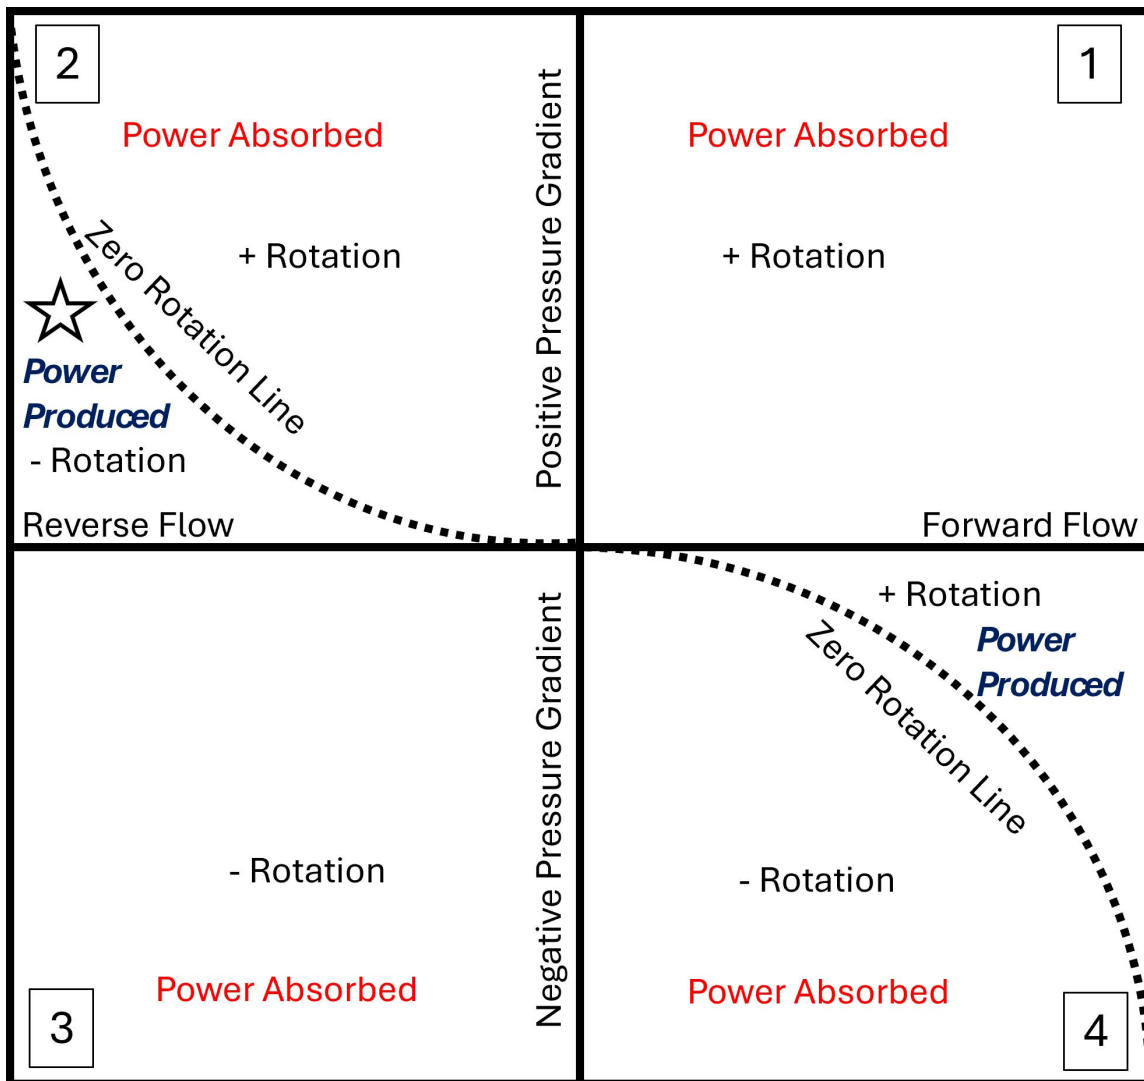 2
Power Absorbed
+ Rotation
Zero Rotation Line
Power
Produced
- Rotation
Reverse Flow
Positive Pressure Gradient
1
Power Absorbed
+ Rotation
Forward Flow
- Rotation
Power Absorbed
3
Negative Pressure Gradient
+ Rotation
Power
Produced
Zero Rotation Line
- Rotation
Power Absorbed
4